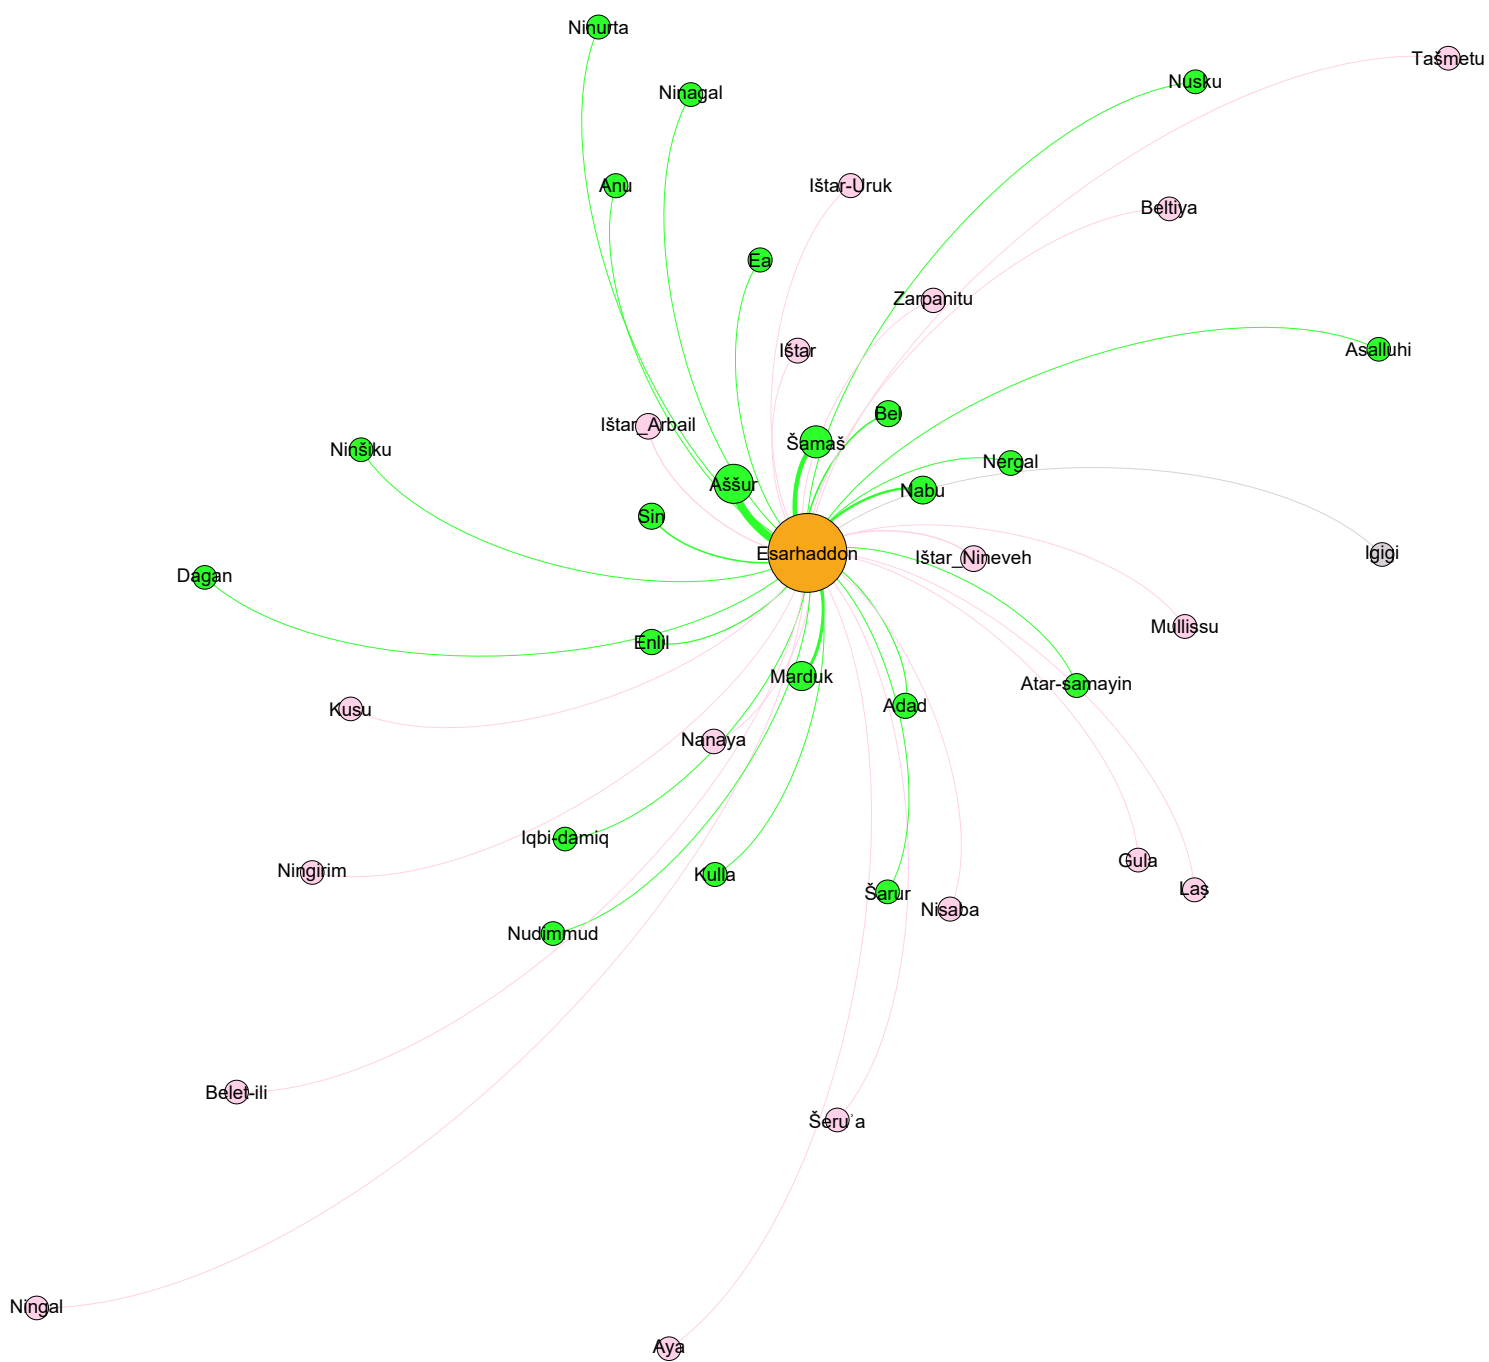 Ninurta
Tašmetu
Nusku
Ninagal
Anu
Ištar-Uruk
Beltiya
Ea
Zarpanitu
Ištar
Asalluhi
Bel
Ištar_Arbail
Šamaš
Ninšiku
Nergal
Aššur
Nabu
Sin
Esarhaddon
Ištar_Nineveh
Igigi
Dagan
Mullissu
Enlil
Marduk
Atar-samayin
Adad
Kusu
Nanaya
Iqbi-damiq
Gula
Ningirim
Kulla
Laṣ
Šarur
Nisaba
Nudimmud
Belet-ili
Šeruʾa
Ningal
Aya